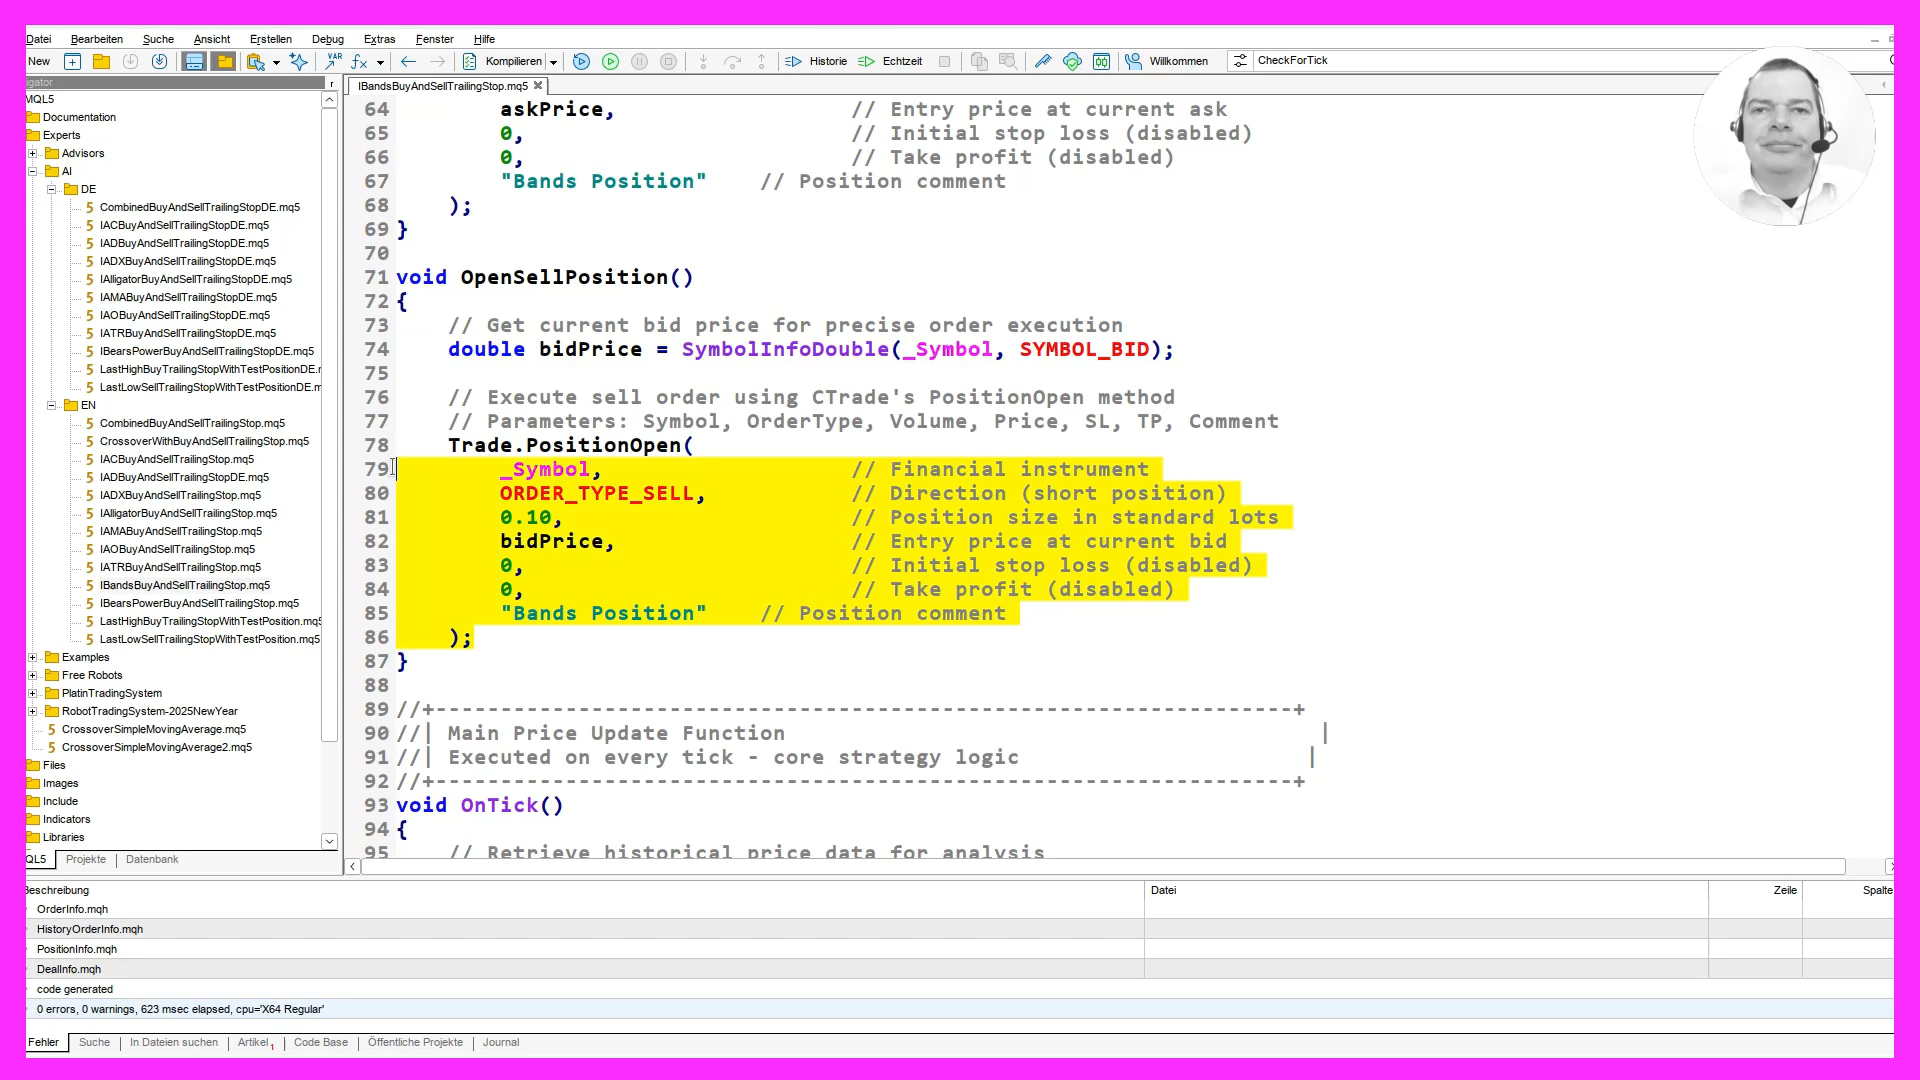 Datei Bearbeiten Suche Ansicht Erstellen Debug Extras Fenster Hilfe
New VAR fx Kompilieren Historie Echtzeit Willkommen CheckForTick
IBandsBuyAndSellTrailingStop.mq5
MQL5
Documentation
Experts
Advisors
AI
DE
CombinedBuyAndSellTrailingStopDE.mq5
IACBuyAndSellTrailingStopDE.mq5
IADBuyAndSellTrailingStopDE.mq5
IADXBuyAndSellTrailingStopDE.mq5
IAlligatorBuyAndSellTrailingStopDE.mq5
IAMABuyAndSellTrailingStopDE.mq5
IAOBuyAndSellTrailingStopDE.mq5
IATRBuyAndSellTrailingStopDE.mq5
IBearsPowerBuyAndSellTrailingStopDE.mq5
LastHighBuyTrailingStopWithTestPositionDE.r
LastLowSellTrailingStopWithTestPositionDE.m
EN
CombinedBuyAndSellTrailingStop.mq5
CrossoverWithBuyAndSellTrailingStop.mq5
IACBuyAndSellTrailingStop.mq5
IADBuyAndSellTrailingStopDE.mq5
IADXBuyAndSellTrailingStop.mq5
IAlligatorBuyAndSellTrailingStop.mq5
IAMABuyAndSellTrailingStop.mq5
IAOBuyAndSellTrailingStop.mq5
IATRBuyAndSellTrailingStop.mq5
IBandsBuyAndSellTrailingStop.mq5
IBearsPowerBuyAndSellTrailingStop.mq5
LastHighBuyTrailingStopWithTestPosition.mq5
LastLowSellTrailingStopWithTestPosition.mq5
Examples
Free Robots
PlatinTradingSystem
RobotTradingSystem-2025NewYear
CrossoverSimpleMovingAverage.mq5
CrossoverSimpleMovingAverage2.mq5
Files
Images
Include
Indicators
Libraries
QL5 Projekte Datenbank
64 askPrice, // Entry price at current ask
65 0, // Initial stop loss (disabled)
66 0, // Take profit (disabled)
67 "Bands Position" // Position comment
68 );
69 }
70
71 void OpenSellPosition()
72 {
73 // Get current bid price for precise order execution
74 double bidPrice = SymbolInfoDouble(_Symbol, SYMBOL_BID);
75
76 // Execute sell order using CTrade's PositionOpen method
77 // Parameters: Symbol, OrderType, Volume, Price, SL, TP, Comment
78 Trade.PositionOpen(
79 _Symbol, // Financial instrument
80 ORDER_TYPE_SELL, // Direction (short position)
81 0.10, // Position size in standard lots
82 bidPrice, // Entry price at current bid
83 0, // Initial stop loss (disabled)
84 0, // Take profit (disabled)
85 "Bands Position" // Position comment
86 );
87 }
88
89 //+------------------------------------------------------------------+
90 //| Main Price Update Function |
91 //| Executed on every tick - core strategy logic |
92 //+------------------------------------------------------------------+
93 void OnTick()
94 {
95 // Retrieve historical price data for analysis
Beschreibung Datei Zeile Spalte
OrderInfo.mqh
HistoryOrderInfo.mqh
PositionInfo.mqh
DealInfo.mqh
code generated
0 errors, 0 warnings, 623 msec elapsed, cpu='X64 Regular'
Fehler Suche In Dateien suchen Artikel 1 Code Base Öffentliche Projekte Journal